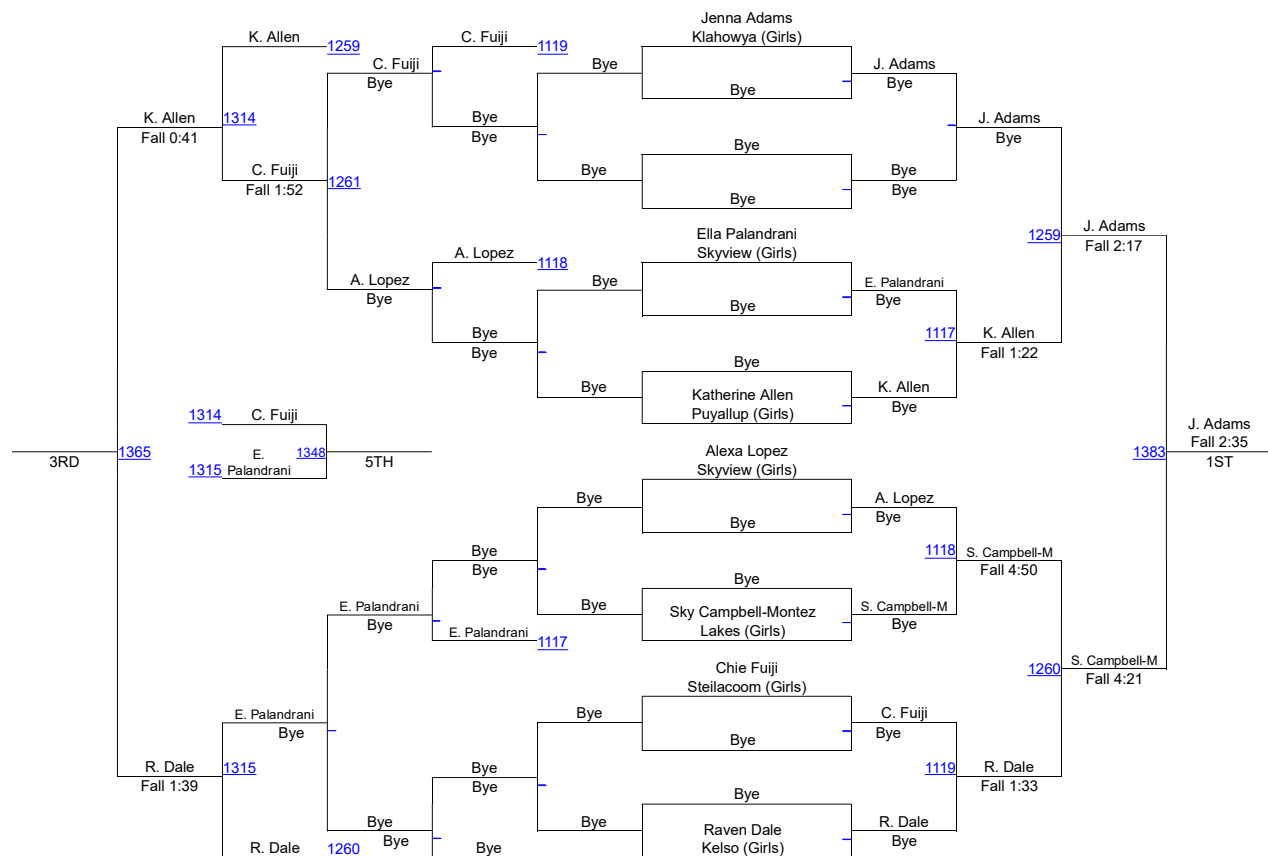 Jenna Adams
K. Allen
C. Fuiji
Klahowya (Girls)
1259
1119
C. Fuiji
Bye
J. Adams
Bye
Bye
Bye
K. Allen
1314
Bye
J. Adams
Fall 0:41
Bye
Bye
Bye
C. Fuiji
Bye
Bye
Fall 1:52
1261
Bye
Bye
Ella Palandrani
1259
J. Adams
A. Lopez
Skyview (Girls)
Fall 2:17
1118
A. Lopez
Bye
E. Palandrani
Bye
Bye
Bye
Bye
1117
K. Allen
Bye
Bye
Fall 1:22
Bye
Katherine Allen
K. Allen
Puyallup (Girls)
Bye
1314
C. Fuiji
J. Adams
Fall 2:35
3RD
1365
E.
1348
5TH
Alexa Lopez
1383
1ST
1315
Palandrani
Skyview (Girls)
Bye
A. Lopez
Bye
Bye
Bye
1118
S. Campbell-M
Bye
Fall 4:50
Bye
E. Palandrani
Bye
Sky Campbell-Montez
S. Campbell-M
Bye
Lakes (Girls)
Bye
E. Palandrani
1117
Chie Fuiji
1260
S. Campbell-M
Steilacoom (Girls)
Fall 4:21
E. Palandrani
Bye
C. Fuiji
Bye
Bye
Bye
R. Dale
1315
Bye
1119
R. Dale
Fall 1:39
Bye
Fall 1:33
Bye
Bye
Bye
Raven Dale
R. Dale
Bye
Kelso (Girls)
Bye
R. Dale
1260
Bye